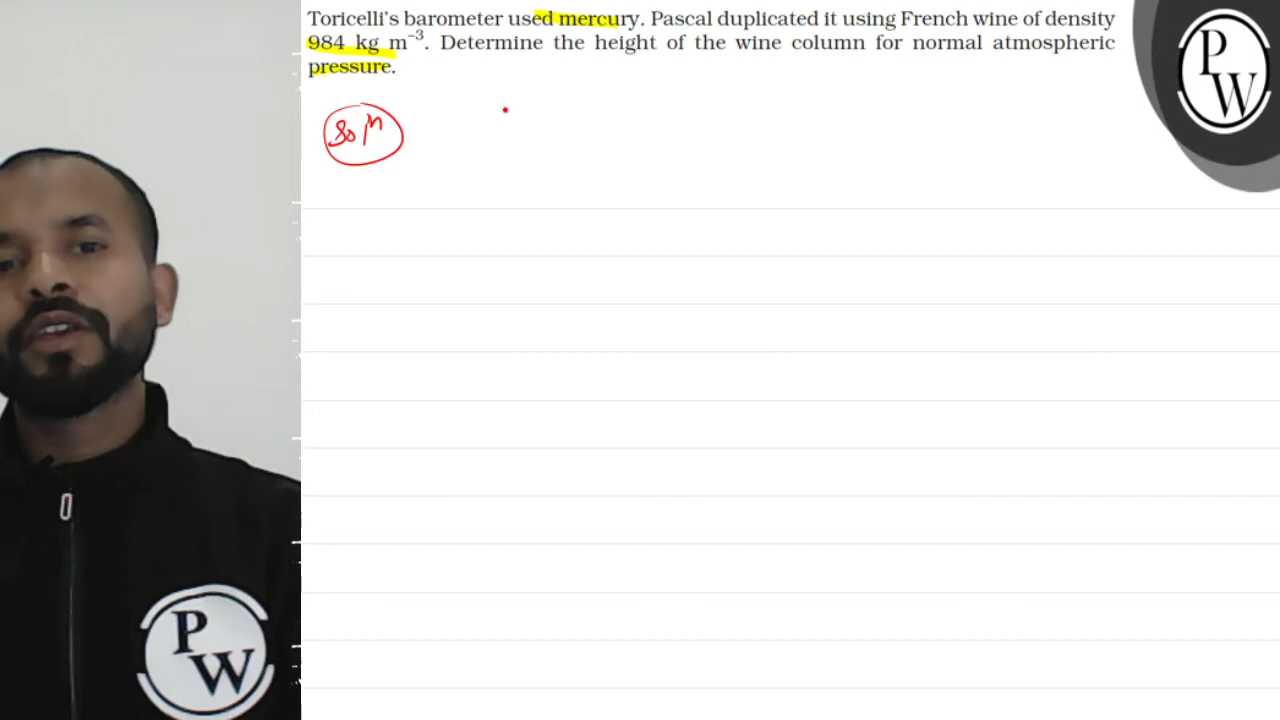 Toricelli's barometer used mercury. Pascal duplicated it using French wine of density
984 kg m⁻³. Determine the height of the wine column for normal atmospheric
pressure.
Solⁿ
P
W
P
W